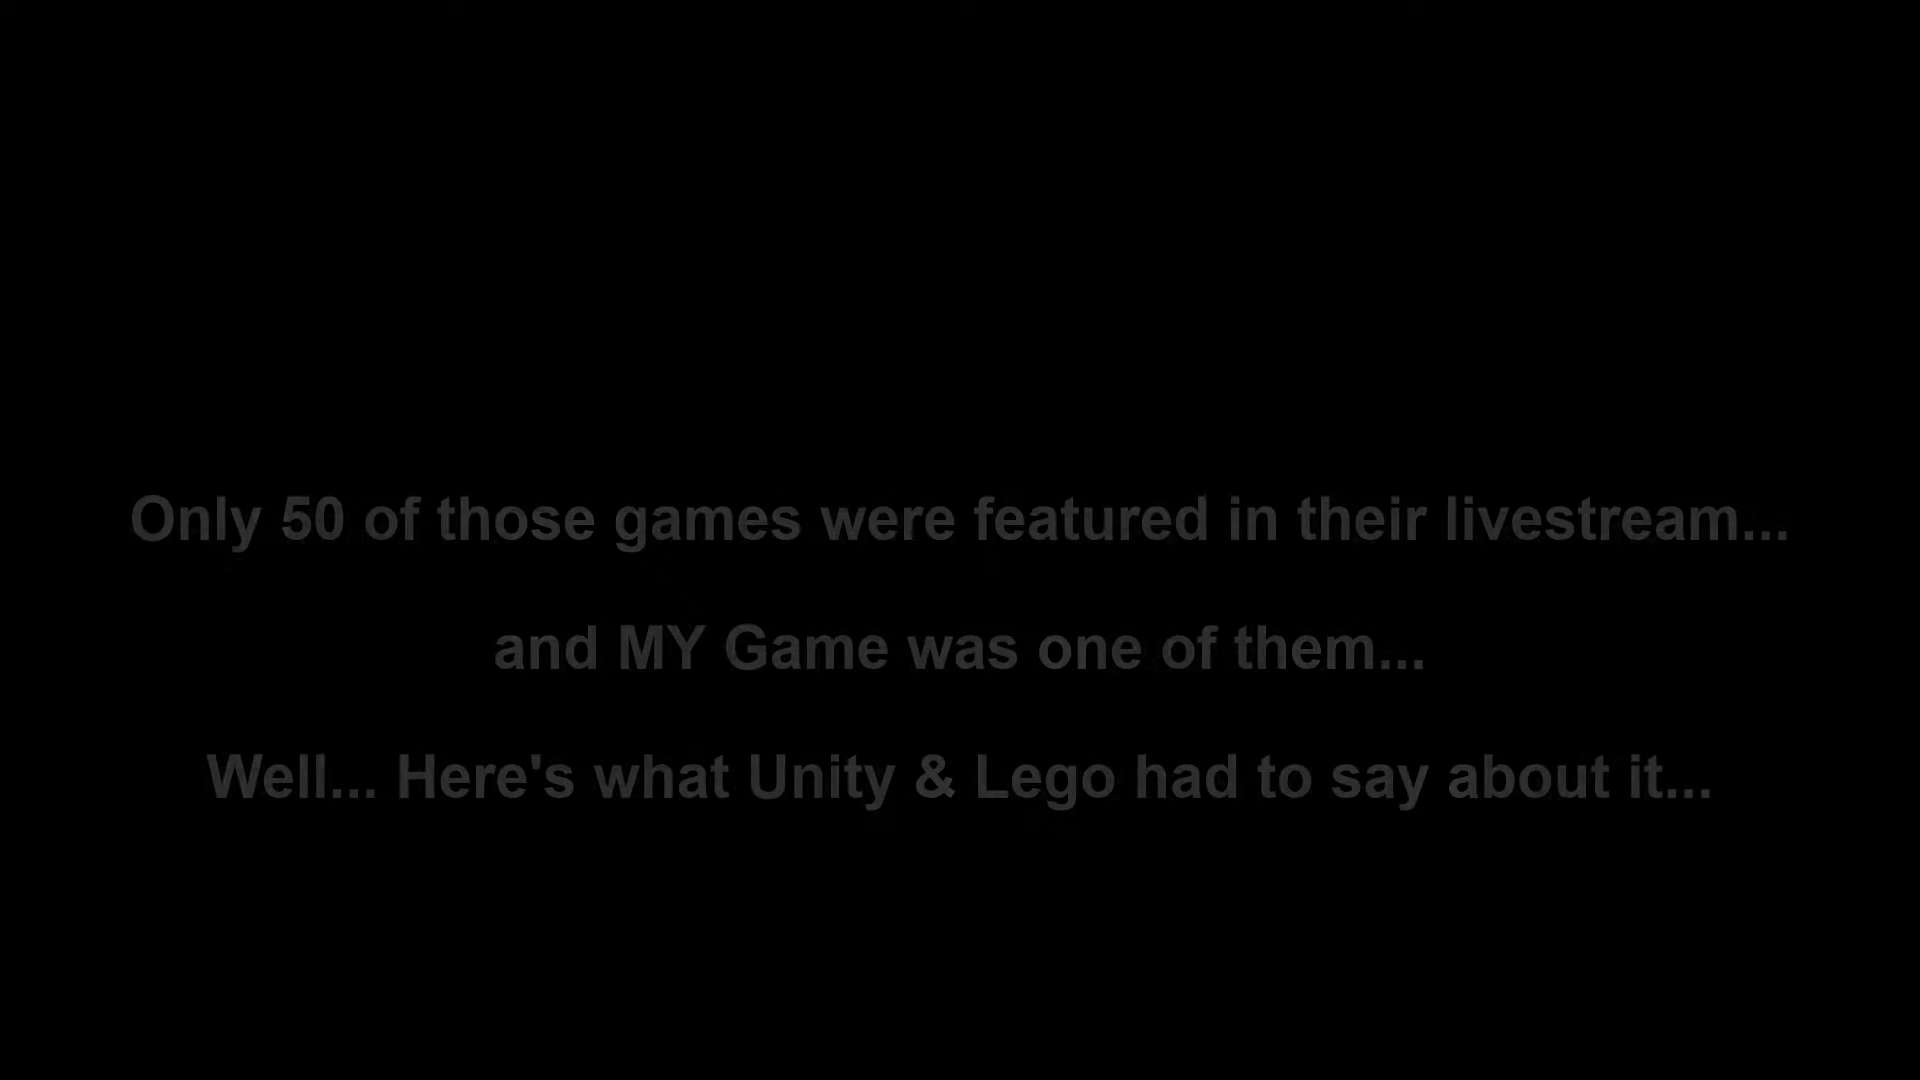 Only 50 of those games were featured in their livestream...
and MY Game was one of them...
Well... Here's what Unity & Lego had to say about it...